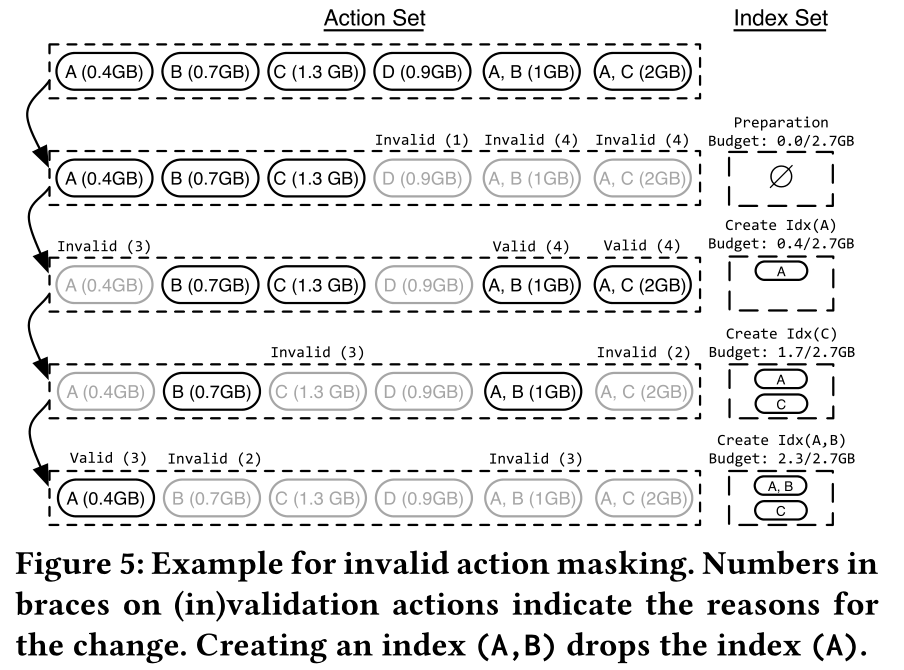 Action Set
Index Set
A (0.4GB) B (0.7GB) C (1.3 GB) D (0.9GB) A, B (1GB) A, C (2GB)
Preparation
Budget: 0.0/2.7GB
Invalid (1) Invalid (4) Invalid (4)
A (0.4GB) B (0.7GB) C (1.3 GB) D (0.9GB) A, B (1GB) A, C (2GB)
∅
Create Idx(A)
Budget: 0.4/2.7GB
Invalid (3) Valid (4) Valid (4)
A (0.4GB) B (0.7GB) C (1.3 GB) D (0.9GB) A, B (1GB) A, C (2GB)
A
Create Idx(C)
Budget: 1.7/2.7GB
Invalid (3) Invalid (2)
A (0.4GB) B (0.7GB) C (1.3 GB) D (0.9GB) A, B (1GB) A, C (2GB)
A
C
Create Idx(A,B)
Budget: 2.3/2.7GB
Valid (3) Invalid (2) Invalid (3)
A (0.4GB) B (0.7GB) C (1.3 GB) D (0.9GB) A, B (1GB) A, C (2GB)
A, B
C
Figure 5: Example for invalid action masking. Numbers in
braces on (in)validation actions indicate the reasons for
the change. Creating an index (A,B) drops the index (A).